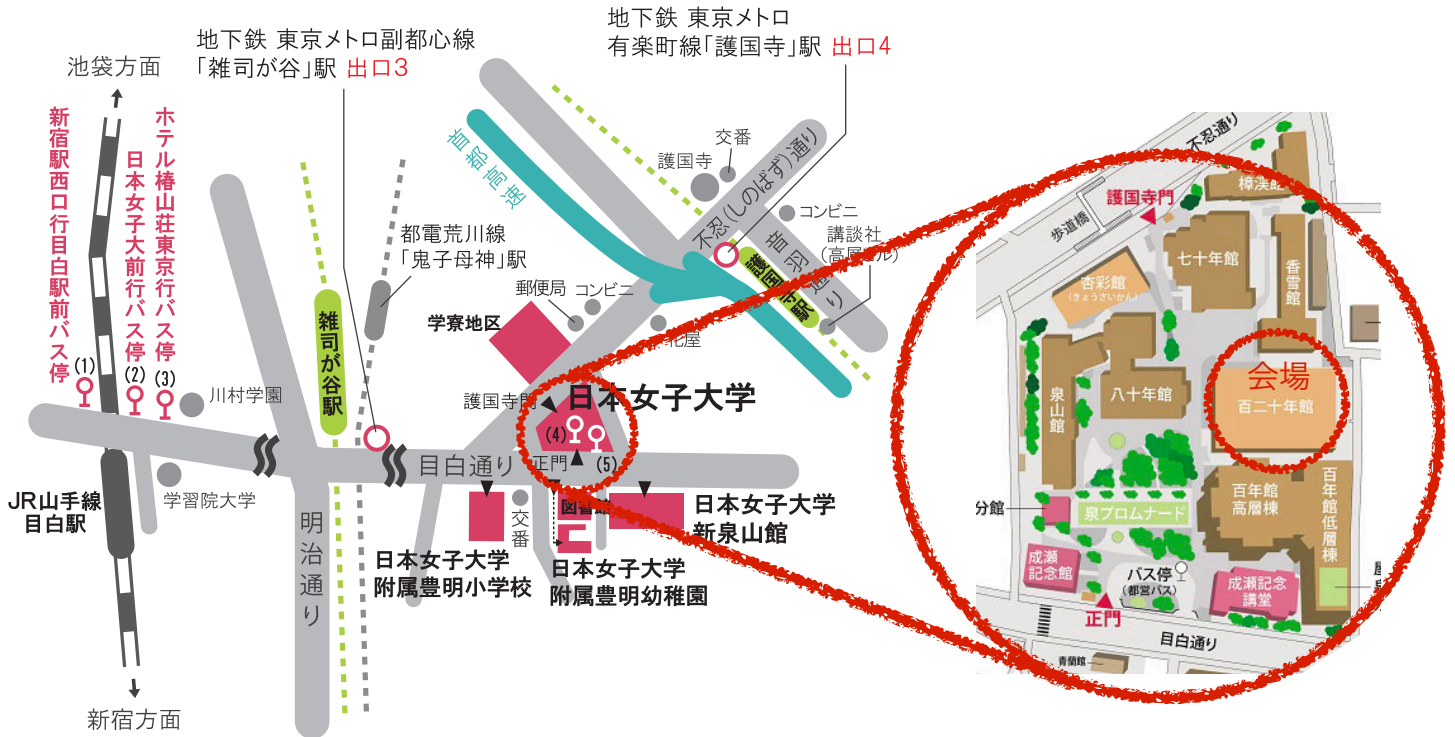 地下鉄 東京メトロ副都心線
「雑司が谷」駅 出口3
地下鉄 東京メトロ
有楽町線「護国寺」駅 出口4
池袋方面
新宿駅西口行目白駅前バス停
(1)
日本女子大前行バス停
(2)
ホテル椿山荘東京行バス停
(3)
川村学園
学習院大学
JR山手線
目白駅
新宿方面
雑司が谷駅
都電荒川線
「鬼子母神」駅
明治通り
目白通り
首都高速
護国寺
交番
不忍(しのばず)通り
コンビニ
講談社
音羽通り
護国寺駅
郵便局
コンビニ
花屋
学寮地区
護国寺門
日本女子大学
(4)
(5)
正門
交番
図書館
日本女子大学
附属豊明小学校
日本女子大学
附属豊明幼稚園
日本女子大学
新泉山館
不忍通り
樟渓館
護国寺門
歩道橋
七十年館
香雪館
杏彩館
(きょうさいかん)
泉山館
八十年館
会場
百二十年館
百年館
高層棟
百年館低層棟
分館
泉プロムナード
成瀬
記念館
バス停
(都営バス)
成瀬記念
講堂
正門
目白通り
青蘭館